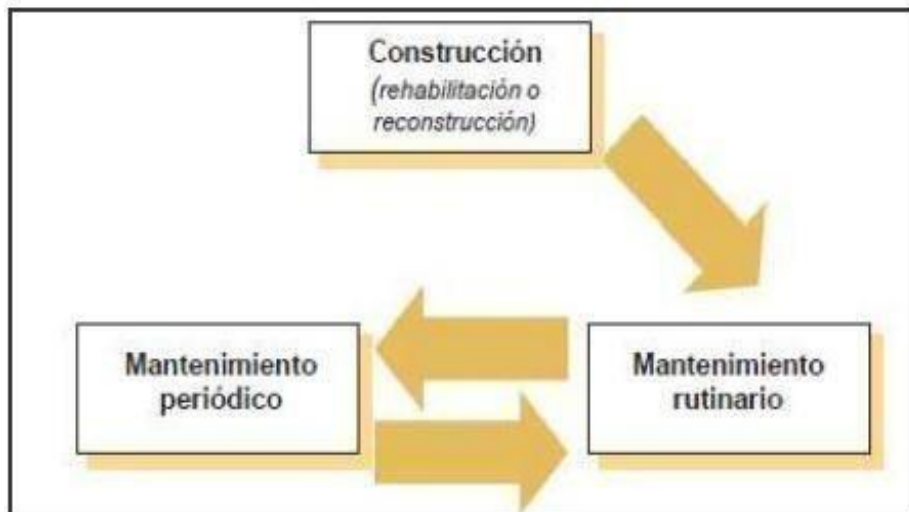 Construcción
(rehabilitación o
reconstrucción)
Mantenimiento
periódico
Mantenimiento
rutinario